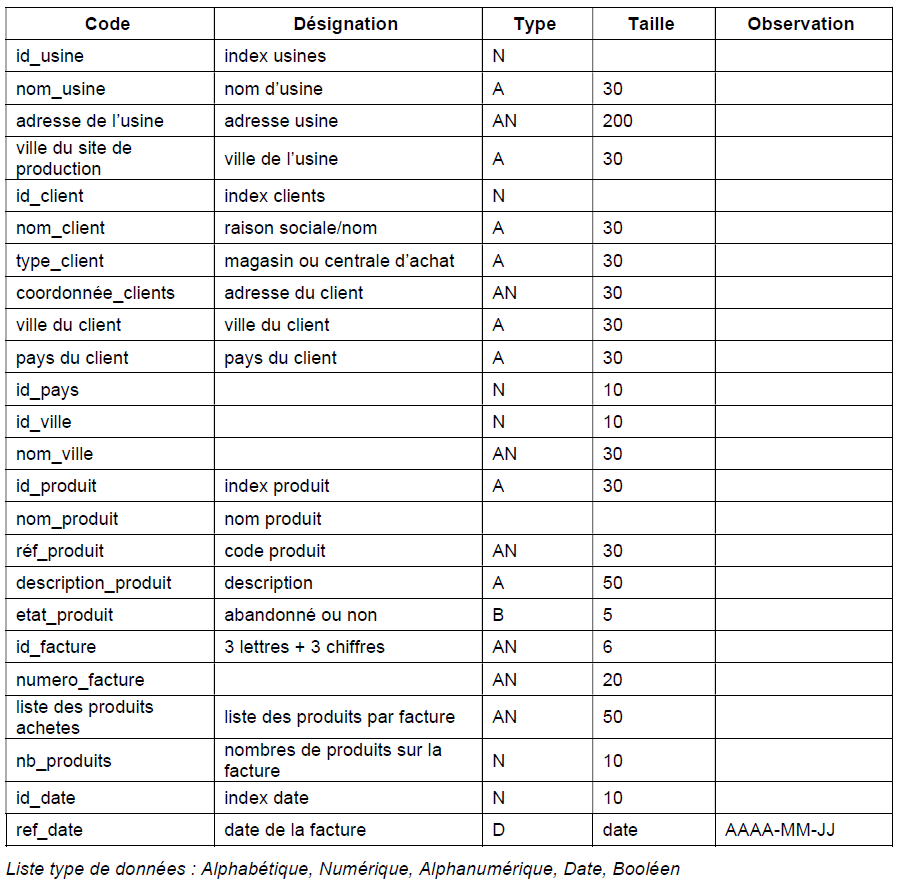 Code Désignation Type Taille Observation
id_usine index usines N
nom_usine nom d’usine A 30
adresse de l’usine adresse usine AN 200
ville du site de
production ville de l’usine A 30
id_client index clients N
nom_client raison sociale/nom A 30
type_client magasin ou centrale d’achat A 30
coordonnée_clients adresse du client AN 30
ville du client ville du client A 30
pays du client pays du client A 30
id_pays N 10
id_ville N 10
nom_ville AN 30
id_produit index produit A 30
nom_produit nom produit
réf_produit code produit AN 30
description_produit description A 50
etat_produit abandonné ou non B 5
id_facture 3 lettres + 3 chiffres AN 6
numero_facture AN 20
liste des produits
achetes liste des produits par facture AN 50
nb_produits nombres de produits sur la
facture N 10
id_date index date N 10
ref_date date de la facture D date AAAA-MM-JJ
Liste type de données : Alphabétique, Numérique, Alphanumérique, Date, Booléen